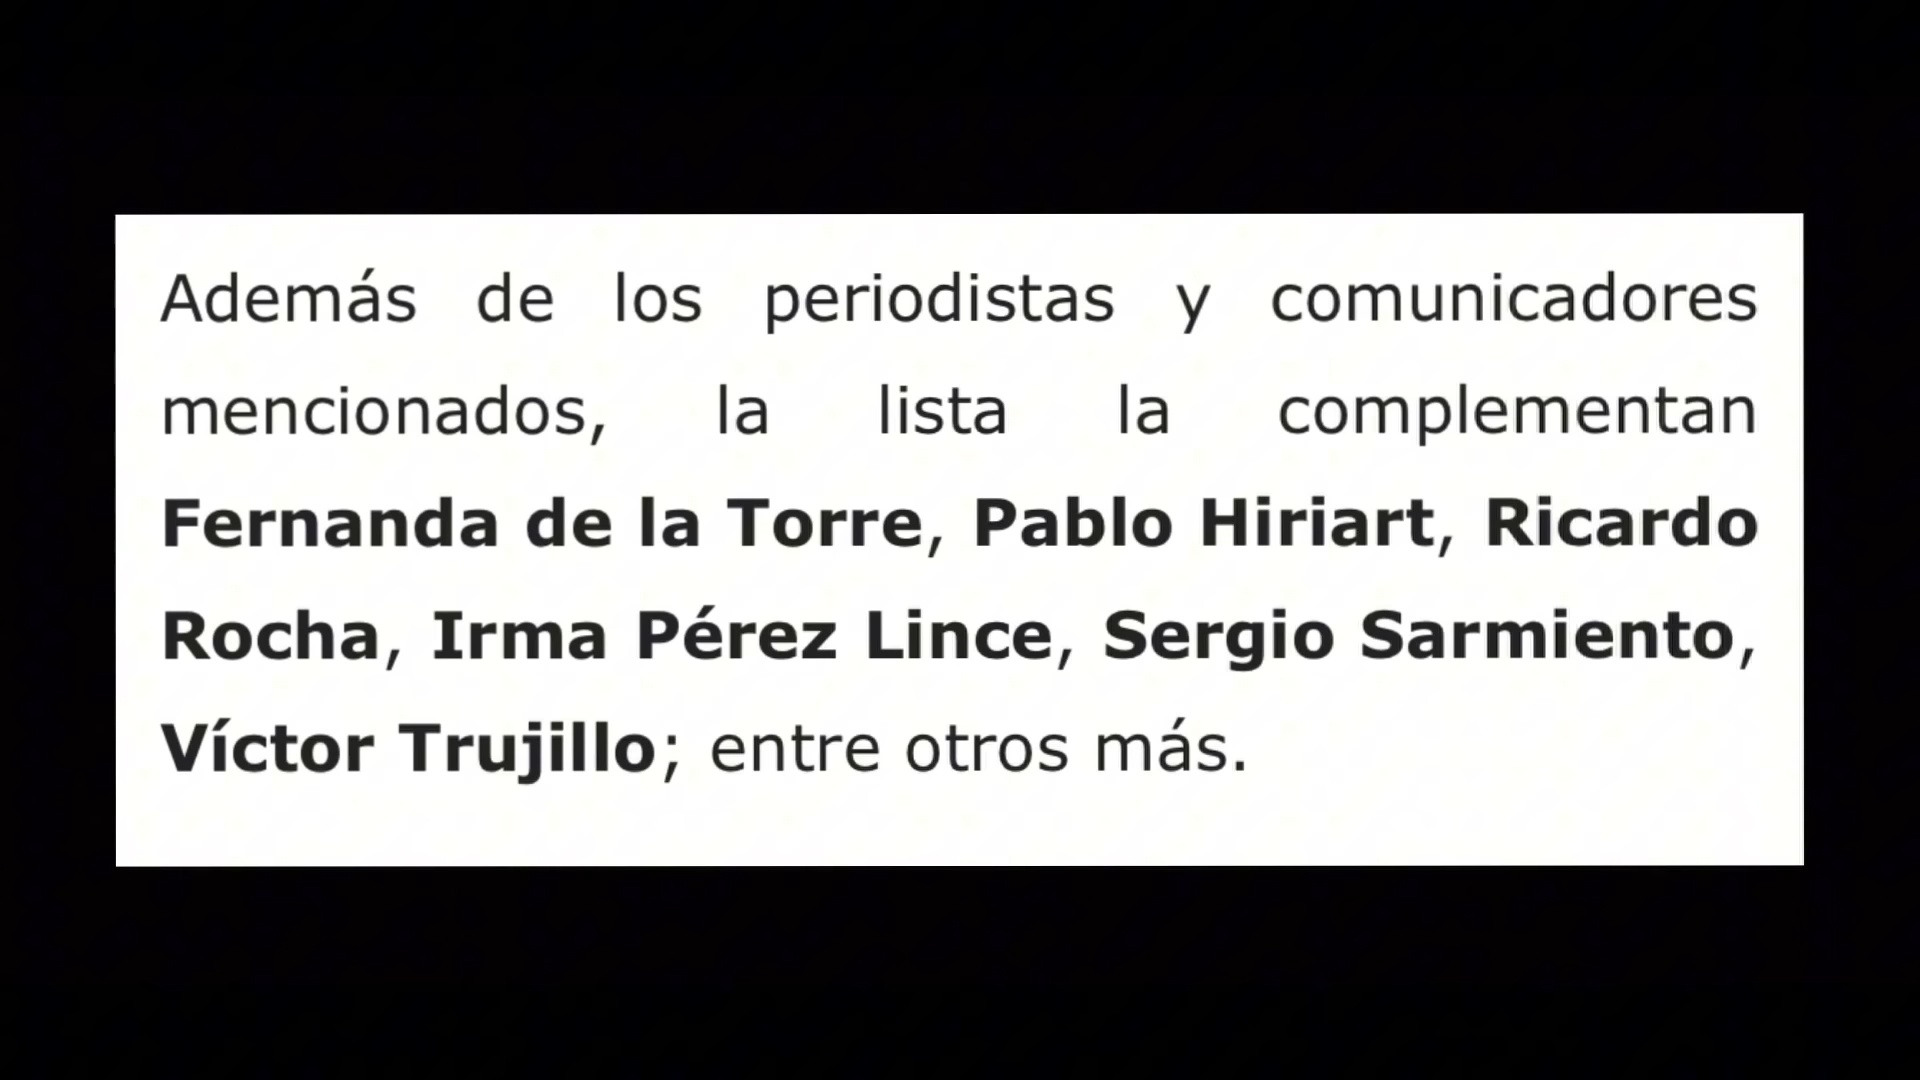 Además de los periodistas y comunicadores
mencionados, la lista la complementan
Fernanda de la Torre, Pablo Hiriart, Ricardo
Rocha, Irma Pérez Lince, Sergio Sarmiento,
Víctor Trujillo; entre otros más.